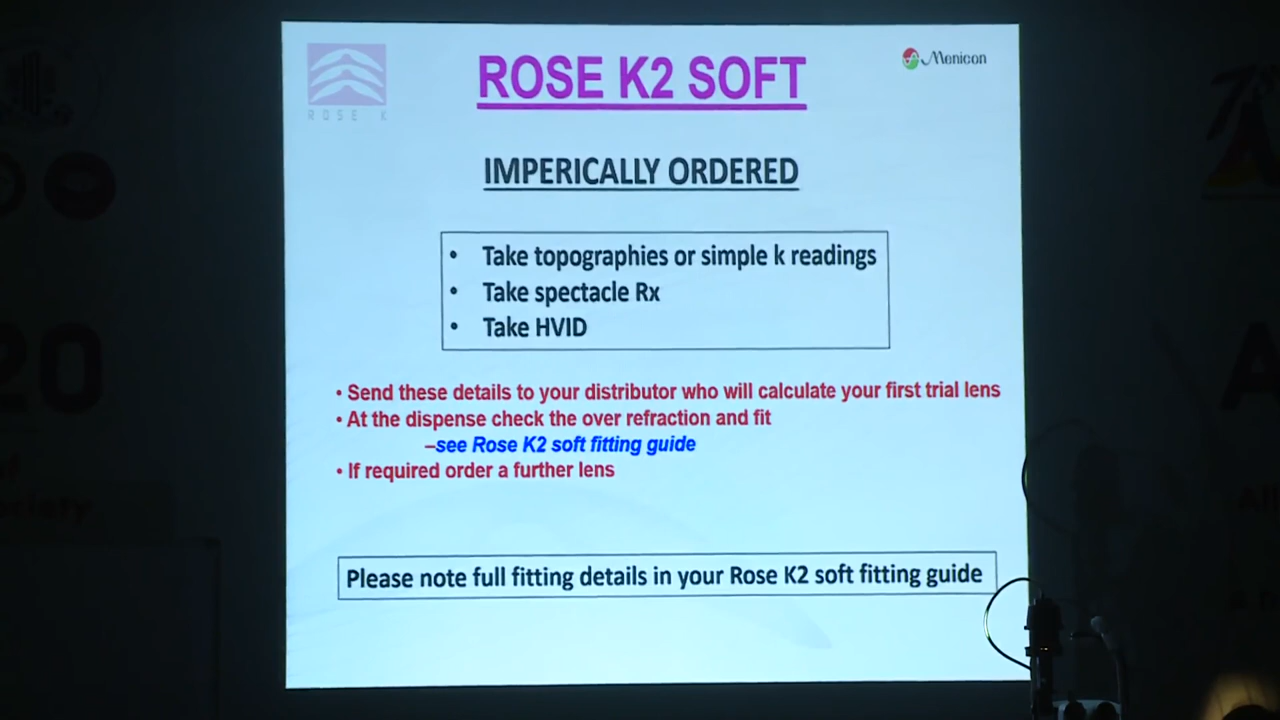 ROSE K2 SOFT
Menicon
ROSE K
IMPERICALLY ORDERED
• Take topographies or simple k readings
• Take spectacle Rx
• Take HVID
• Send these details to your distributor who will calculate your first trial lens
• At the dispense check the over refraction and fit
–see Rose K2 soft fitting guide
• If required order a further lens
Please note full fitting details in your Rose K2 soft fitting guide
20